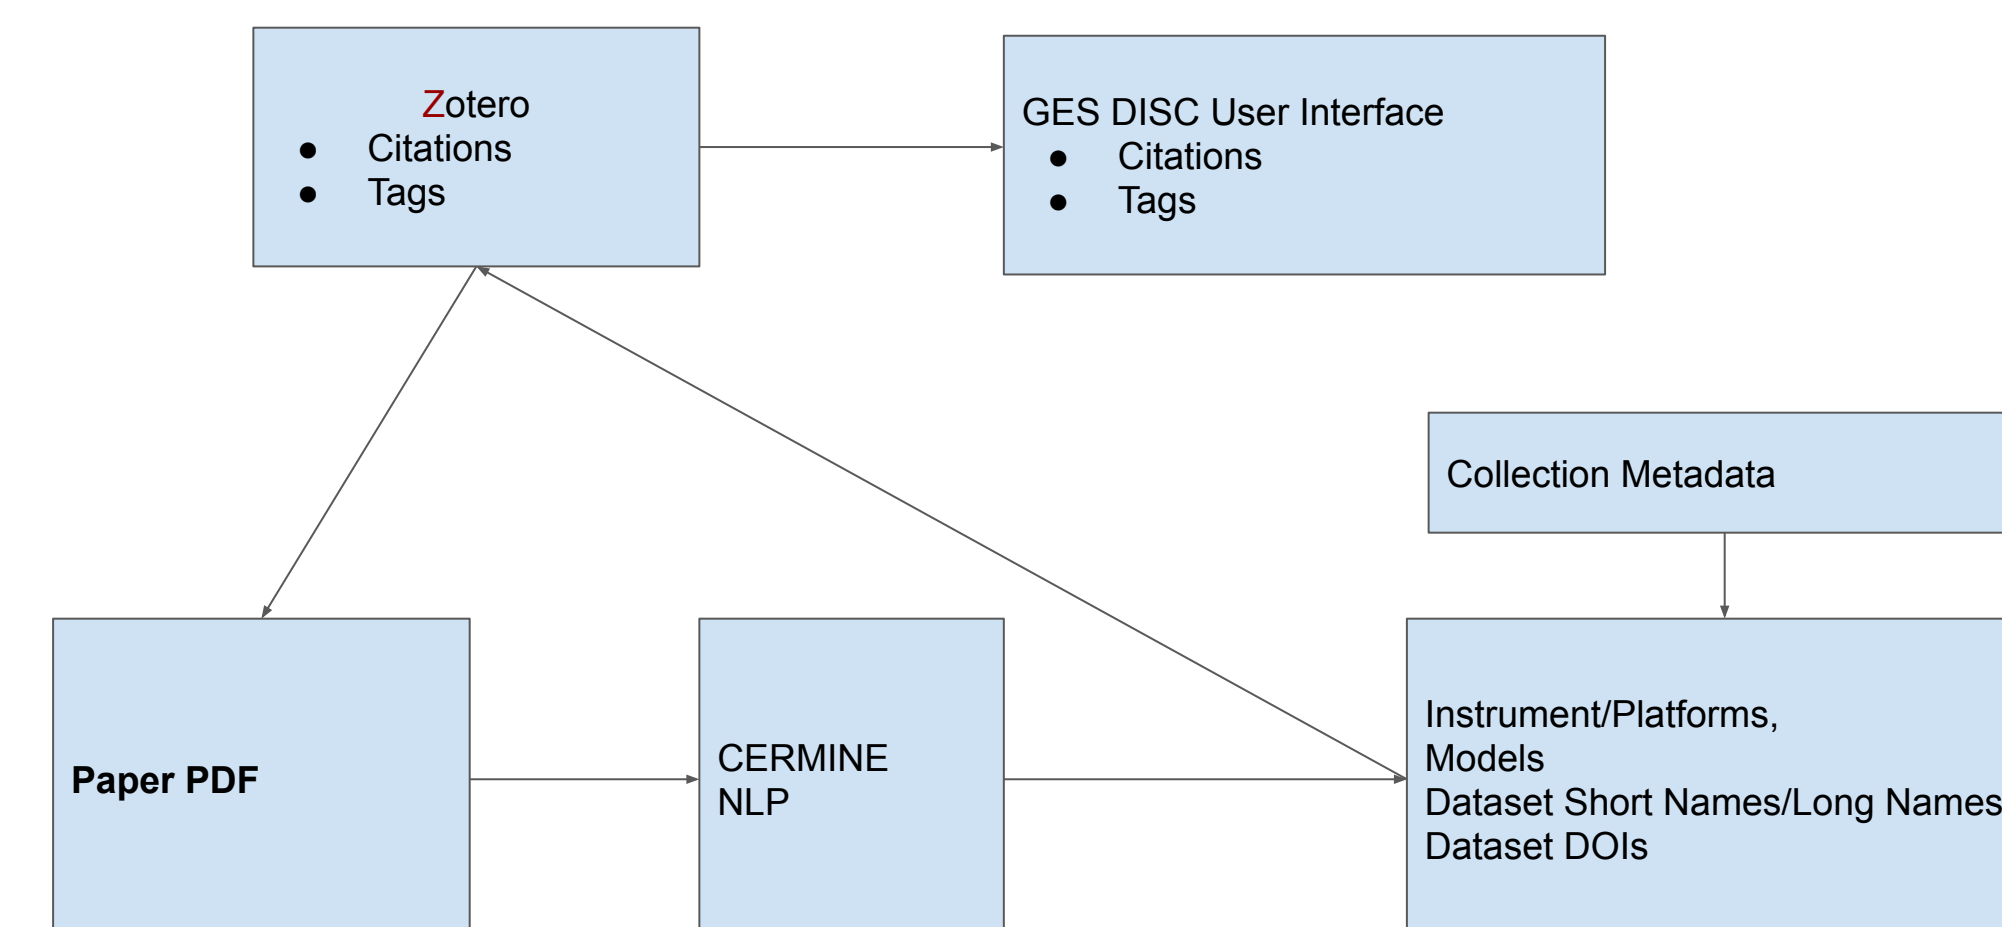 Zotero
● Citations
● Tags
GES DISC User Interface
● Citations
● Tags
Collection Metadata
Paper PDF
CERMINE
NLP
Instrument/Platforms,
Models
Dataset Short Names/Long Names
Dataset DOIs